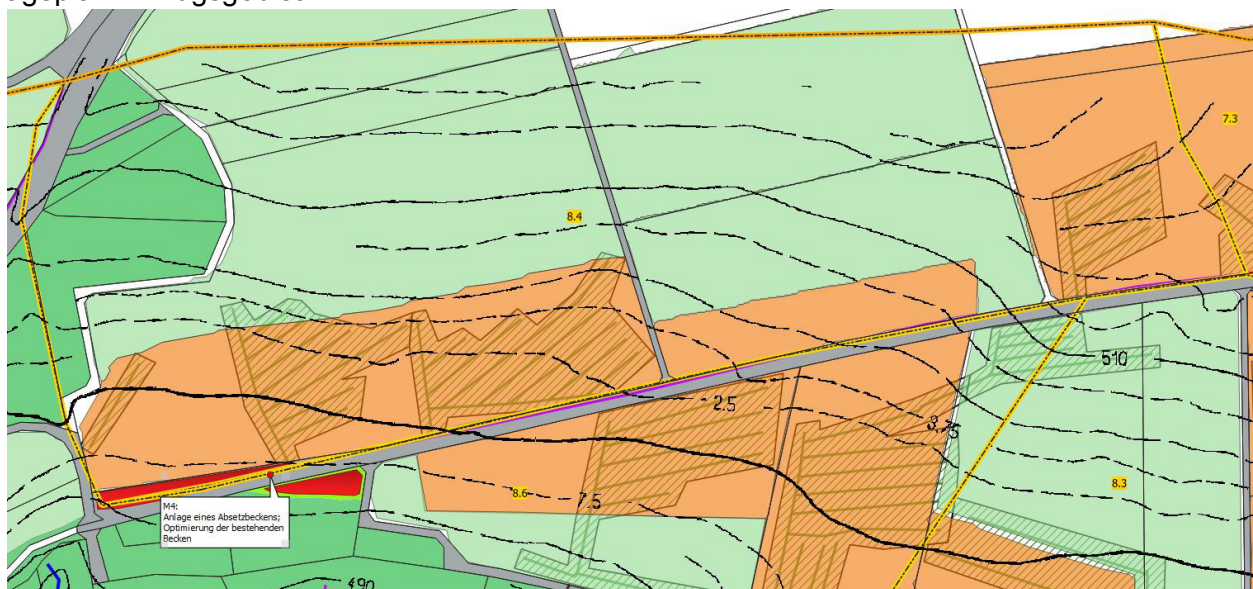 7.3
8.4
510
2.5
3.75
8.3
8.6
7.5
M4:
Anlage eines Absetzbeckens;
Optimierung der bestehenden
Becken
490